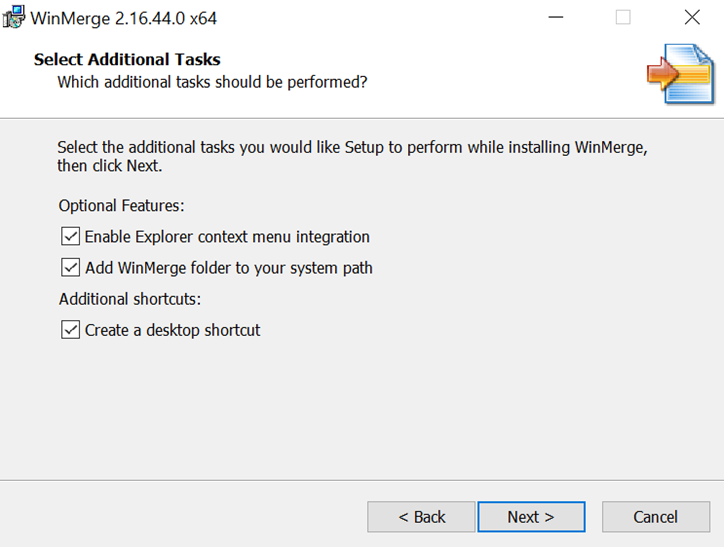 WinMerge 2.16.44.0 x64
Select Additional Tasks
Which additional tasks should be performed?
Select the additional tasks you would like Setup to perform while installing WinMerge,
then click Next.
Optional Features:
Enable Explorer context menu integration
Add WinMerge folder to your system path
Additional shortcuts:
Create a desktop shortcut
< Back Next > Cancel